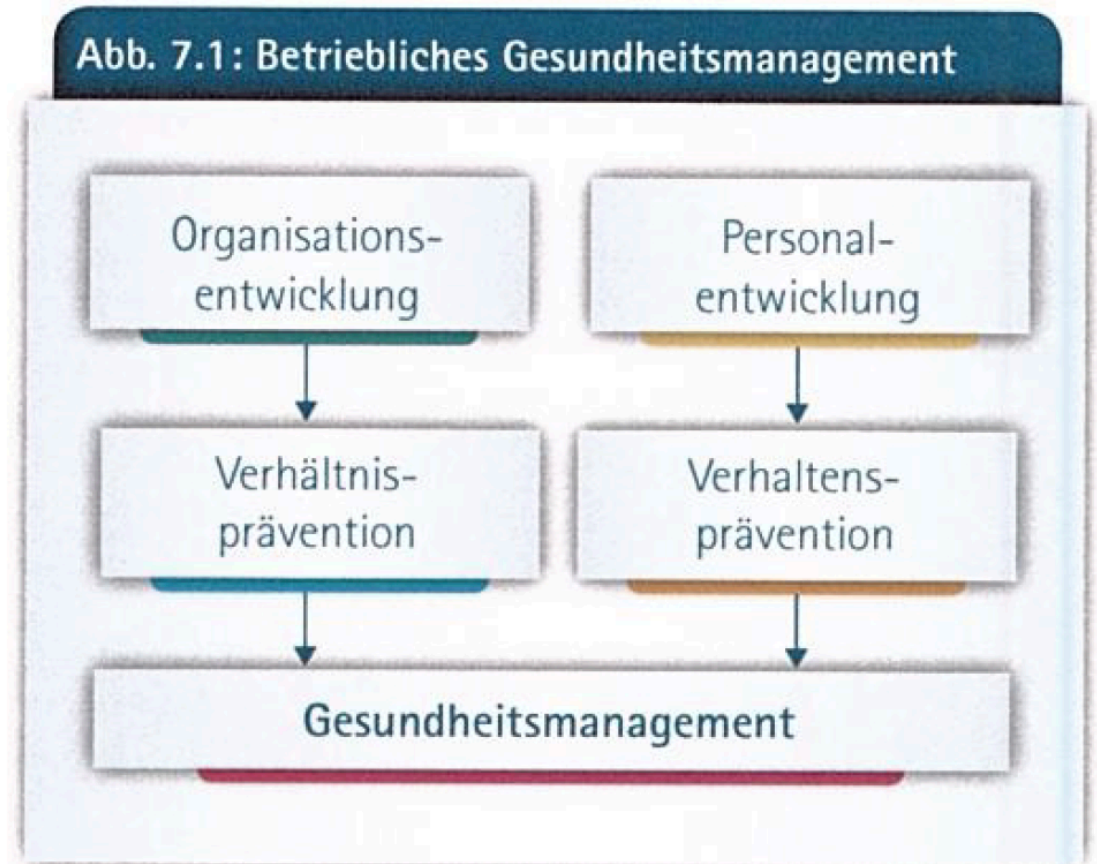 Abb. 7.1: Betriebliches Gesundheitsmanagement
Organisations-
entwicklung
Personal-
entwicklung
Verhältnis-
prävention
Verhaltens-
prävention
Gesundheitsmanagement